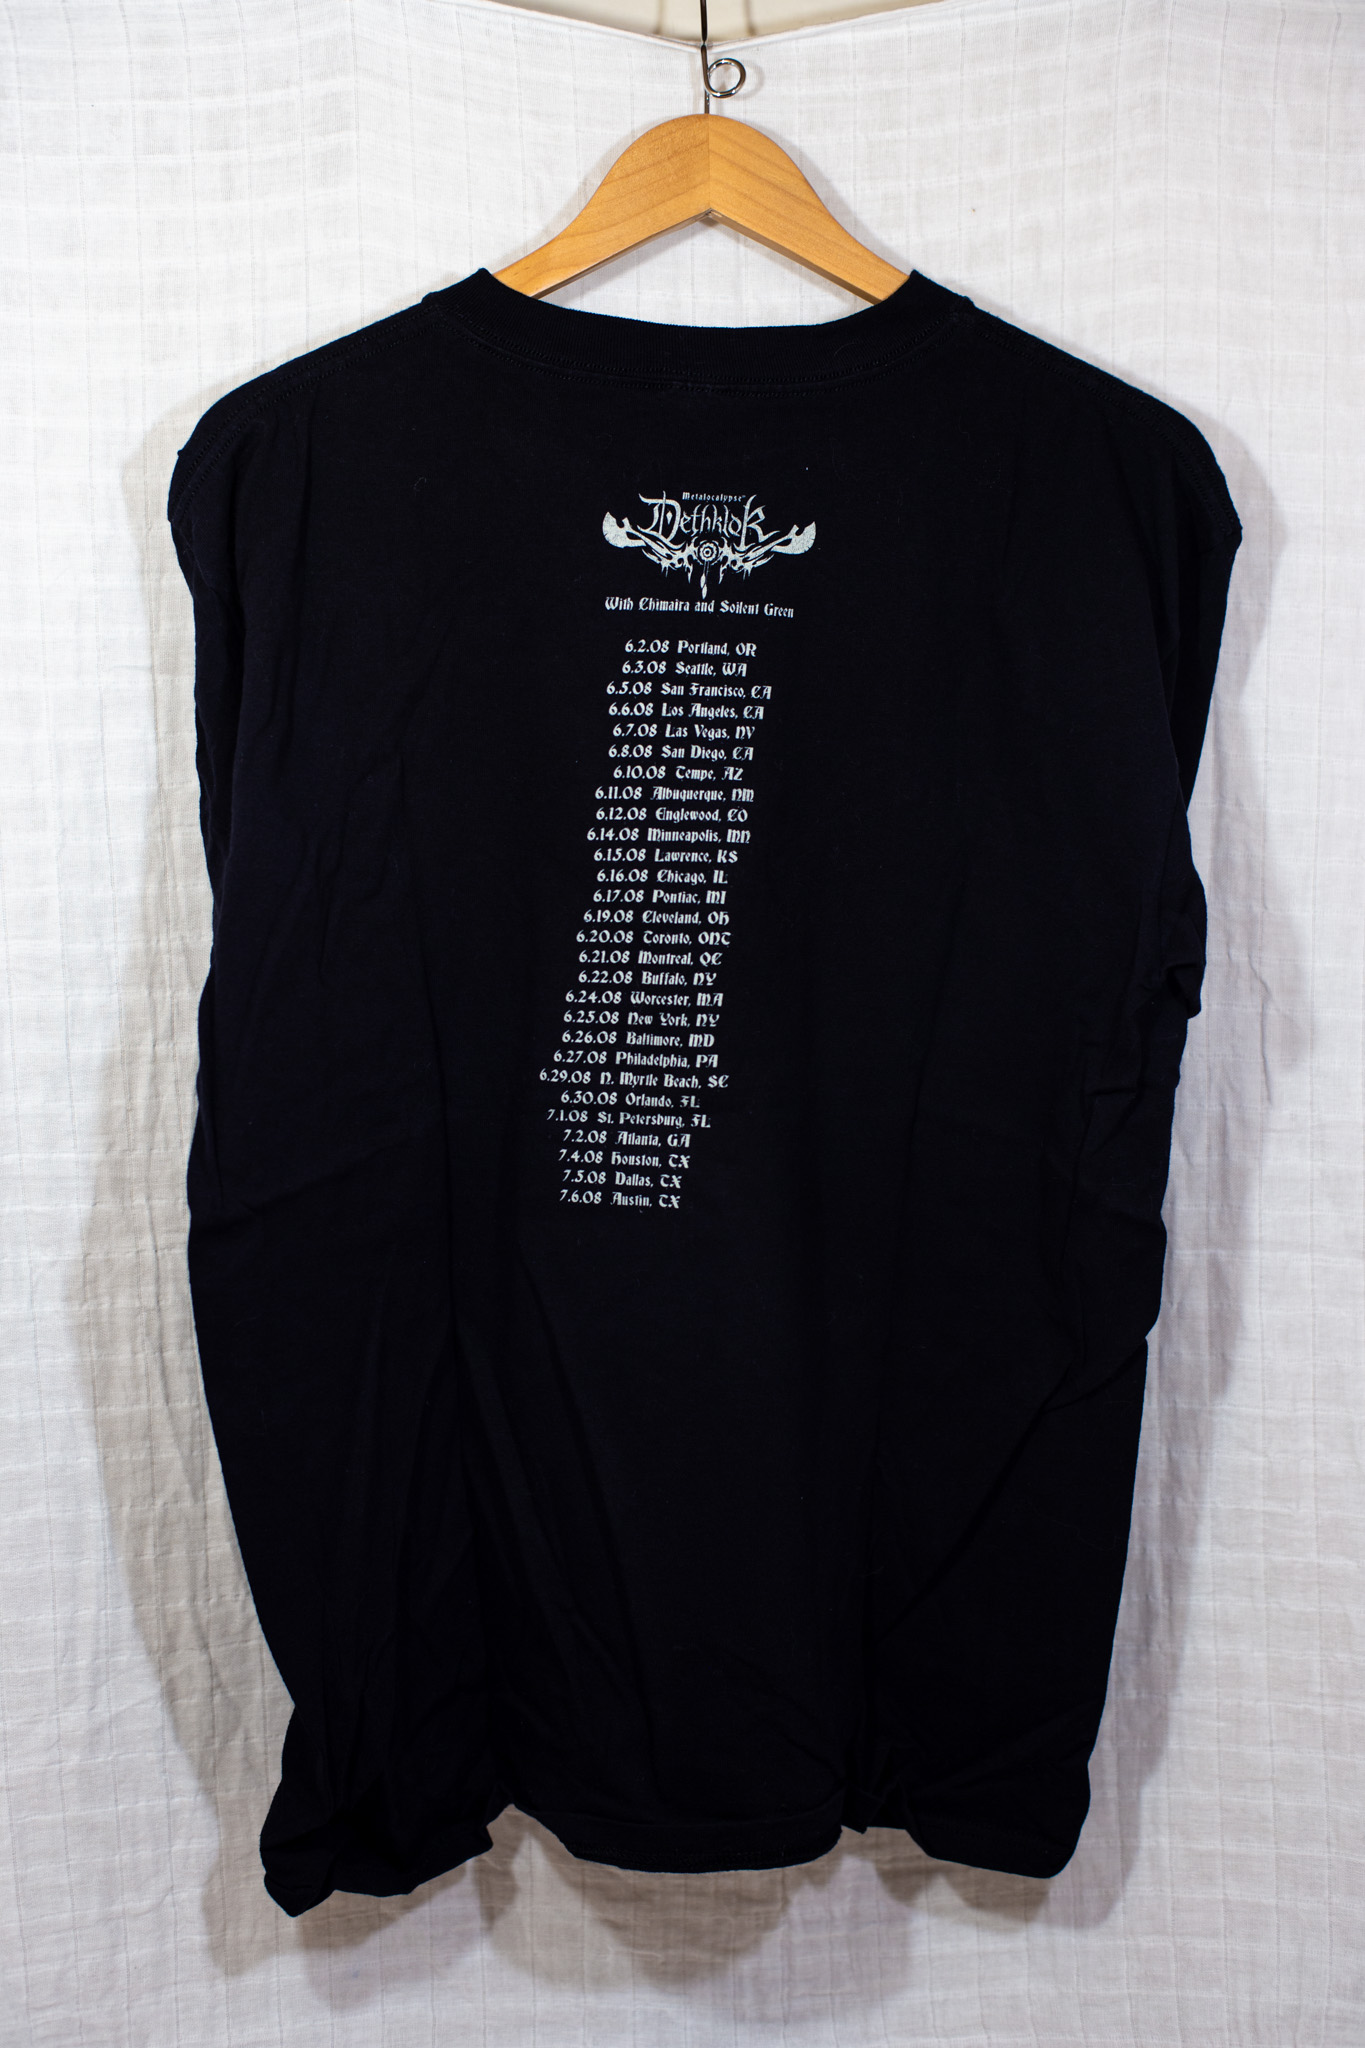 Metalocalypse™
Dethklok
With Chimaira and Soilent Green
6.2.08 Portland, OR
6.3.08 Seattle, WA
6.5.08 San Francisco, CA
6.6.08 Los Angeles, CA
6.7.08 Las Vegas, NV
6.8.08 San Diego, CA
6.10.08 Tempe, AZ
6.11.08 Albuquerque, NM
6.12.08 Englewood, CO
6.14.08 Minneapolis, MN
6.15.08 Lawrence, KS
6.16.08 Chicago, IL
6.17.08 Pontiac, MI
6.19.08 Cleveland, OH
6.20.08 Toronto, ONT
6.21.08 Montreal, QC
6.22.08 Buffalo, NY
6.24.08 Worcester, MA
6.25.08 New York, NY
6.26.08 Baltimore, MD
6.27.08 Philadelphia, PA
6.29.08 N. Myrtle Beach, SC
6.30.08 Orlando, FL
7.1.08 St. Petersburg, FL
7.2.08 Atlanta, GA
7.4.08 Houston, TX
7.5.08 Dallas, TX
7.6.08 Austin, TX